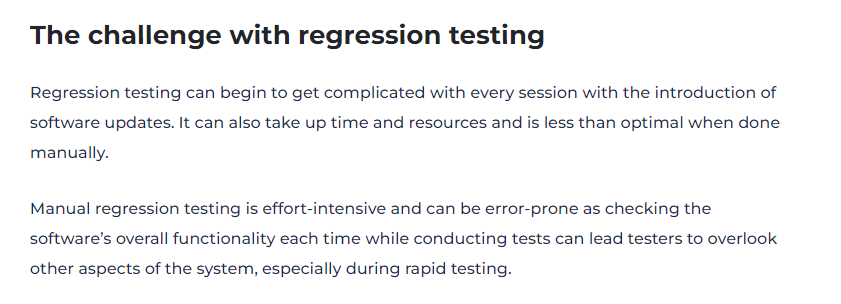 The challenge with regression testing
Regression testing can begin to get complicated with every session with the introduction of
software updates. It can also take up time and resources and is less than optimal when done
manually.
Manual regression testing is effort-intensive and can be error-prone as checking the
software’s overall functionality each time while conducting tests can lead testers to overlook
other aspects of the system, especially during rapid testing.